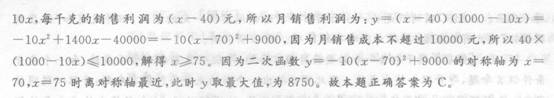 10x,每千克的销售利润为(x-40)元,所以月销售利润为:y=(x-40)(1000-10x)=
-10x²+1400x-40000=-10(x-70)²+9000,因为月销售成本不超过10000元,所以40×
(1000-10x)≤10000,解得x≥75。因为二次函数y=-10(x-70)²+9000的对称轴为x=
70,x=75时离对称轴最近,此时y取最大值,为8750。故本题正确答案为C。